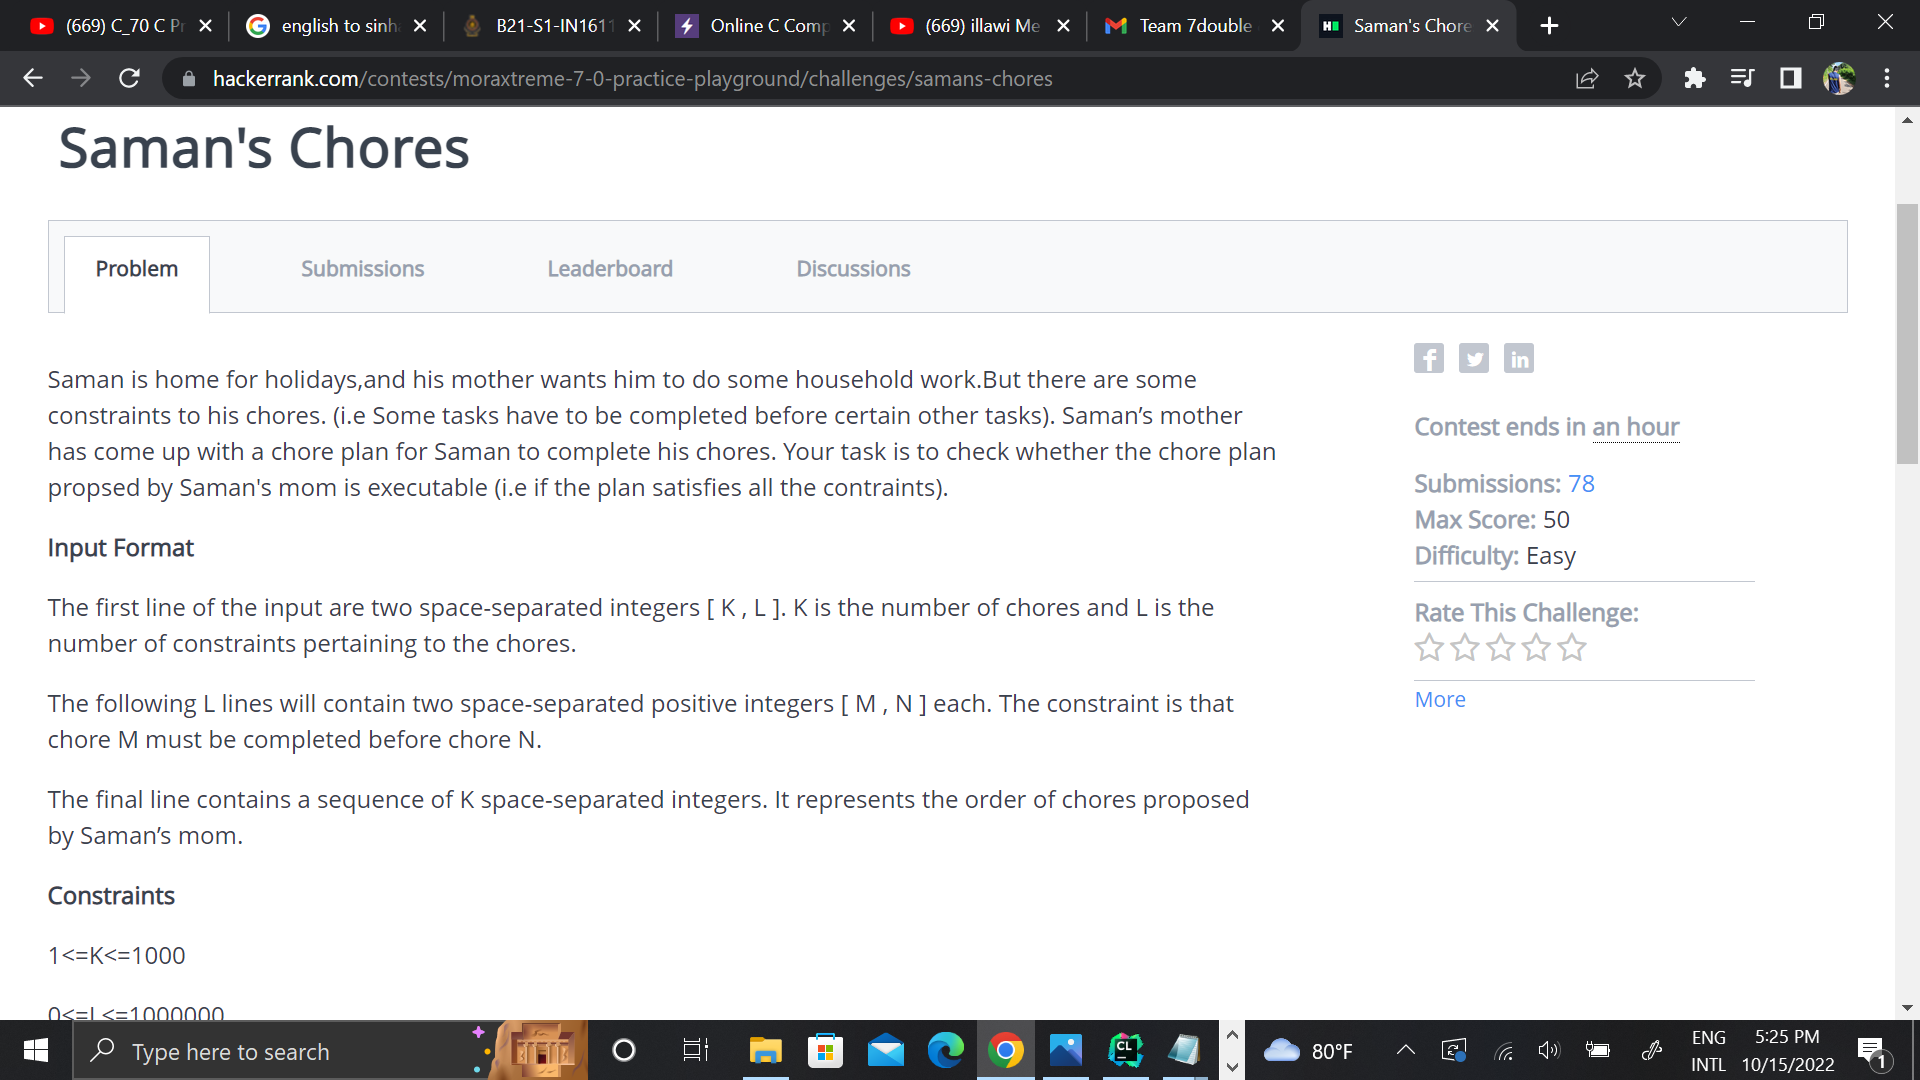 (669) C_70 C Pr
english to sinh
B21-S1-IN1611
Online C Comp
(669) illawi Me
Team 7double
Saman's Chore
hackerrank.com/contests/moraxtreme-7-0-practice-playground/challenges/samans-chores
Saman's Chores
Problem
Submissions
Leaderboard
Discussions
Saman is home for holidays,and his mother wants him to do some household work.But there are some
constraints to his chores. (i.e Some tasks have to be completed before certain other tasks). Saman’s mother
has come up with a chore plan for Saman to complete his chores. Your task is to check whether the chore plan
propsed by Saman's mom is executable (i.e if the plan satisfies all the contraints).
Input Format
The first line of the input are two space-separated integers [ K , L ]. K is the number of chores and L is the
number of constraints pertaining to the chores.
The following L lines will contain two space-separated positive integers [ M , N ] each. The constraint is that
chore M must be completed before chore N.
The final line contains a sequence of K space-separated integers. It represents the order of chores proposed
by Saman’s mom.
Constraints
1<=K<=1000
0<=L<=1000000
Contest ends in an hour
Submissions: 78
Max Score: 50
Difficulty: Easy
Rate This Challenge:
More
Type here to search
CL
80°F
ENG
INTL
5:25 PM
10/15/2022
1